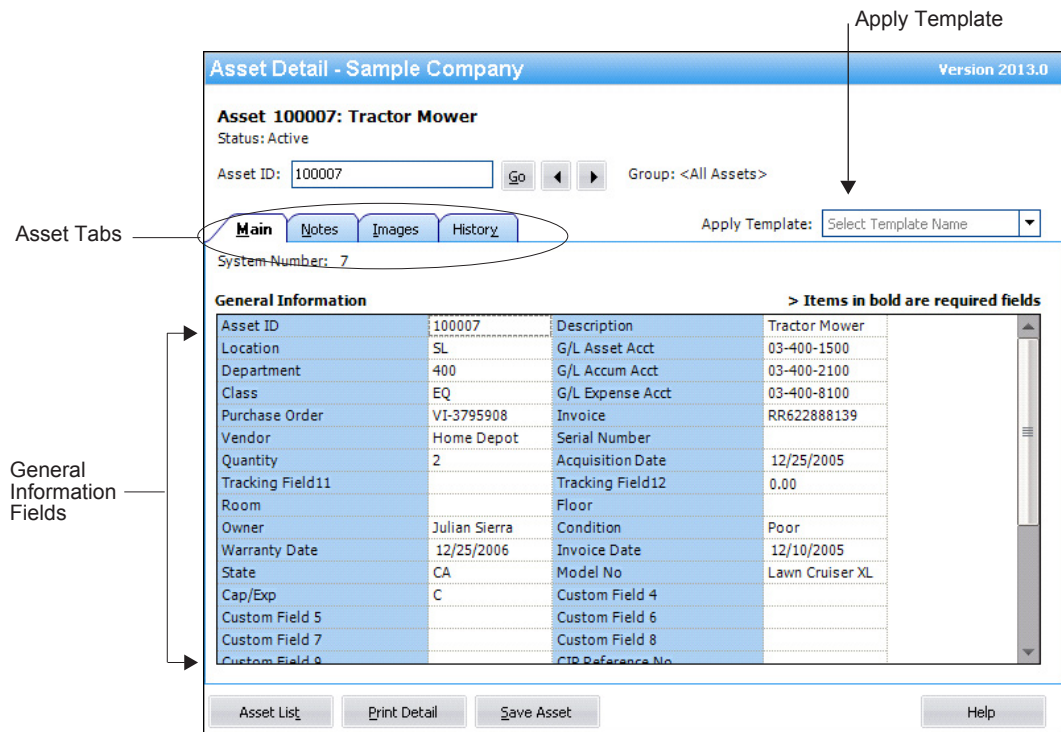 Apply Template
Asset Detail - Sample Company Version 2013.0
Asset 100007: Tractor Mower
Status: Active
Asset ID: 100007 Go Group: <All Assets>
Asset Tabs
Main Notes Images History Apply Template: Select Template Name
System Number: 7
General Information > Items in bold are required fields
Asset ID 100007 Description Tractor Mower
Location SL G/L Asset Acct 03-400-1500
Department 400 G/L Accum Acct 03-400-2100
Class EQ G/L Expense Acct 03-400-8100
Purchase Order VI-3795908 Invoice RR622888139
Vendor Home Depot Serial Number
Quantity 2 Acquisition Date 12/25/2005
Tracking Field11 Tracking Field12 0.00
Room Floor
Owner Julian Sierra Condition Poor
Warranty Date 12/25/2006 Invoice Date 12/10/2005
State CA Model No Lawn Cruiser XL
Cap/Exp C Custom Field 4
Custom Field 5 Custom Field 6
Custom Field 7 Custom Field 8
Custom Field 9 CIP Reference No
General
Information
Fields
Asset List Print Detail Save Asset Help